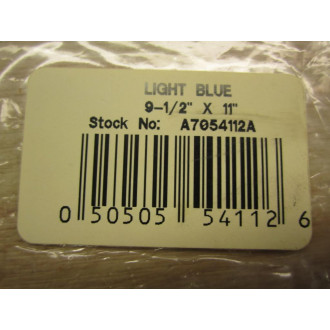 LIGHT BLUE
9-1/2" X 11"
Stock No: A7054112A
0 50505 54112 6